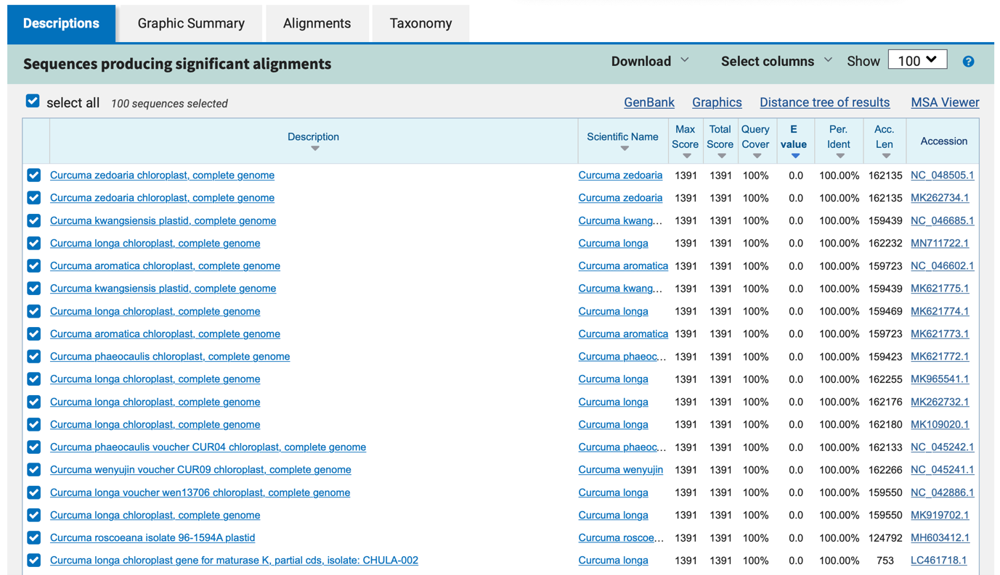 Descriptions Graphic Summary Alignments Taxonomy
Sequences producing significant alignments Download Select columns Show 100 ?
select all 100 sequences selected GenBank Graphics Distance tree of results MSA Viewer
Description Scientific Name Max Score Total Score Query Cover E value Per. Ident Acc. Len Accession
Curcuma zedoaria chloroplast, complete genome Curcuma zedoaria 1391 1391 100% 0.0 100.00% 162135 NC_048505.1
Curcuma zedoaria chloroplast, complete genome Curcuma zedoaria 1391 1391 100% 0.0 100.00% 162135 MK262734.1
Curcuma kwangsiensis plastid, complete genome Curcuma kwang... 1391 1391 100% 0.0 100.00% 159439 NC_046685.1
Curcuma longa chloroplast, complete genome Curcuma longa 1391 1391 100% 0.0 100.00% 162232 MN711722.1
Curcuma aromatica chloroplast, complete genome Curcuma aromatica 1391 1391 100% 0.0 100.00% 159723 NC_046602.1
Curcuma kwangsiensis plastid, complete genome Curcuma kwang... 1391 1391 100% 0.0 100.00% 159439 MK621775.1
Curcuma longa chloroplast, complete genome Curcuma longa 1391 1391 100% 0.0 100.00% 159469 MK621774.1
Curcuma aromatica chloroplast, complete genome Curcuma aromatica 1391 1391 100% 0.0 100.00% 159723 MK621773.1
Curcuma phaeocaulis chloroplast, complete genome Curcuma phaeoc... 1391 1391 100% 0.0 100.00% 159423 MK621772.1
Curcuma longa chloroplast, complete genome Curcuma longa 1391 1391 100% 0.0 100.00% 162255 MK965541.1
Curcuma longa chloroplast, complete genome Curcuma longa 1391 1391 100% 0.0 100.00% 162176 MK262732.1
Curcuma longa chloroplast, complete genome Curcuma longa 1391 1391 100% 0.0 100.00% 162180 MK109020.1
Curcuma phaeocaulis voucher CUR04 chloroplast, complete genome Curcuma phaeoc... 1391 1391 100% 0.0 100.00% 162133 NC_045242.1
Curcuma wenyujin voucher CUR09 chloroplast, complete genome Curcuma wenyujin 1391 1391 100% 0.0 100.00% 162266 NC_045241.1
Curcuma longa voucher wen13706 chloroplast, complete genome Curcuma longa 1391 1391 100% 0.0 100.00% 159550 NC_042886.1
Curcuma longa chloroplast, complete genome Curcuma longa 1391 1391 100% 0.0 100.00% 159550 MK919702.1
Curcuma roscoeana isolate 96-1594A plastid Curcuma roscoe... 1391 1391 100% 0.0 100.00% 124792 MH603412.1
Curcuma longa chloroplast gene for maturase K, partial cds, isolate: CHULA-002 Curcuma longa 1391 1391 100% 0.0 100.00% 753 LC461718.1